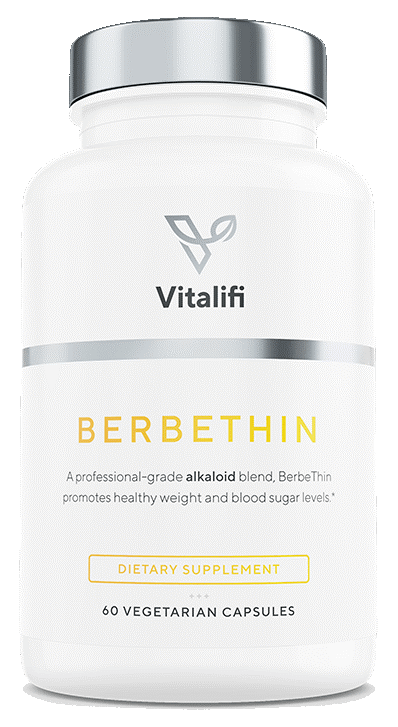 Vitalifi
BERBETHIN
A professional-grade alkaloid blend, BerbeThin
promotes healthy weight and blood sugar levels.*
DIETARY SUPPLEMENT
60 VEGETARIAN CAPSULES